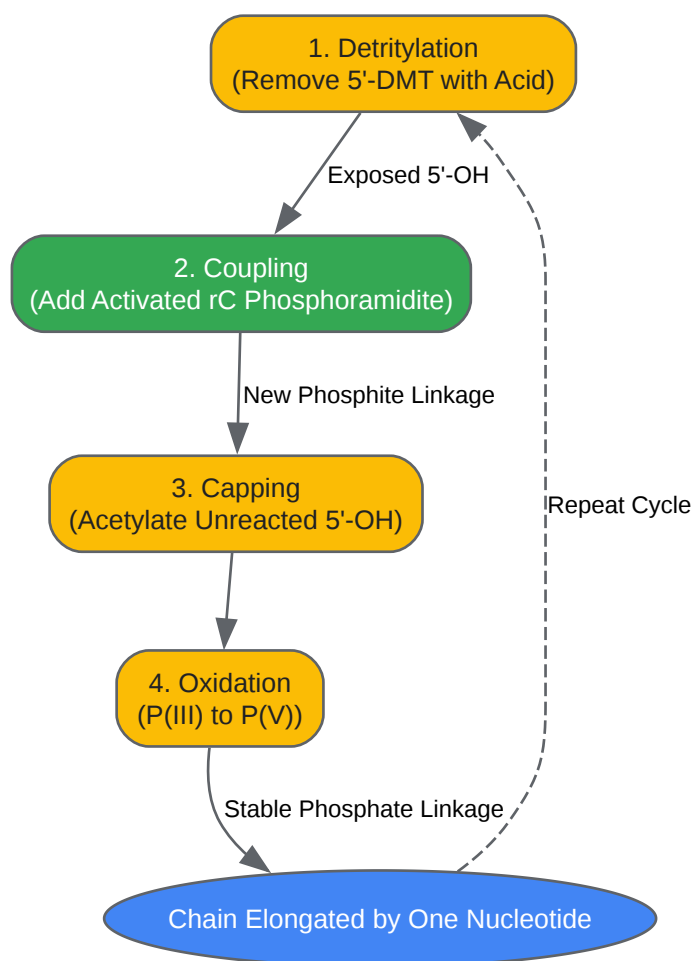 1. Detritylation
(Remove 5'-DMT with Acid)
Exposed 5'-OH
2. Coupling
(Add Activated rC Phosphoramidite)
New Phosphite Linkage
3. Capping
(Acetylate Unreacted 5'-OH)
Repeat Cycle
4. Oxidation
(P(III) to P(V))
Stable Phosphate Linkage
Chain Elongated by One Nucleotide